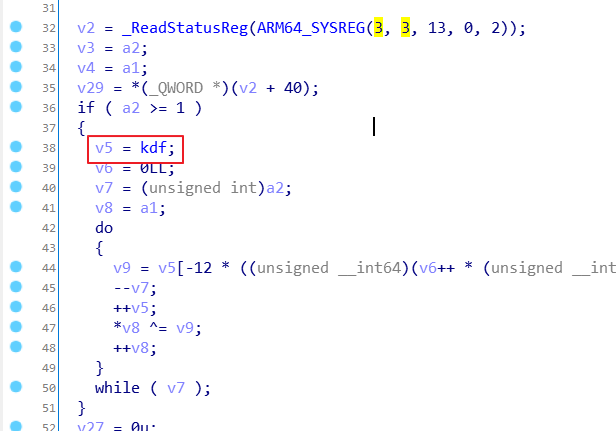 31
32 v2 = _ReadStatusReg(ARM64_SYSREG(3, 3, 13, 0, 2));
33 v3 = a2;
34 v4 = a1;
35 v29 = *(_QWORD *)(v2 + 40);
36 if ( a2 >= 1 )
37 {
38 v5 = kdf;
39 v6 = 0LL;
40 v7 = (unsigned int)a2;
41 v8 = a1;
42 do
43 {
44 v9 = v5[-12 * ((unsigned __int64)(v6++ * (unsigned __int
45 --v7;
46 ++v5;
47 *v8 ^= v9;
48 ++v8;
49 }
50 while ( v7 );
51 }
52 v27 = 0u;